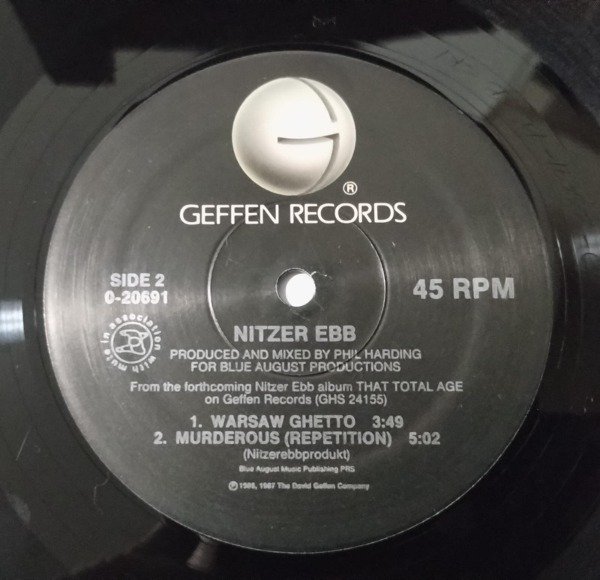 ®
GEFFEN RECORDS
SIDE 2
0-20691
45 RPM
made in association with mute
NITZER EBB
PRODUCED AND MIXED BY PHIL HARDING
FOR BLUE AUGUST PRODUCTIONS
From the forthcoming Nitzer Ebb album THAT TOTAL AGE
on Geffen Records (GHS 24155)
1. WARSAW GHETTO 3:49
2. MURDEROUS (REPETITION) 5:02
(Nitzerebbprodukt)
Blue August Music Publishing PRS
℗ © 1986, 1987 The David Geffen Company